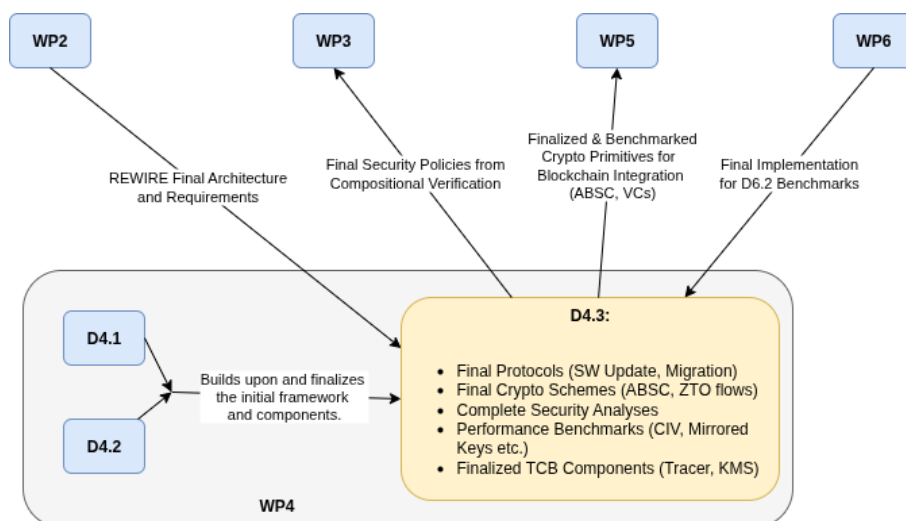 WP2
WP3
WP5
WP6
REWIRE Final Architecture
and Requirements
Final Security Policies from
Compositional Verification
Finalized & Benchmarked
Crypto Primitives for
Blockchain Integration
(ABSC, VCs)
Final Implementation
for D6.2 Benchmarks
D4.1
D4.2
Builds upon and finalizes
the initial framework
and components.
D4.3:
• Final Protocols (SW Update, Migration)
• Final Crypto Schemes (ABSC, ZTO flows)
• Complete Security Analyses
• Performance Benchmarks (CIV, Mirrored
Keys etc.)
• Finalized TCB Components (Tracer, KMS)
WP4